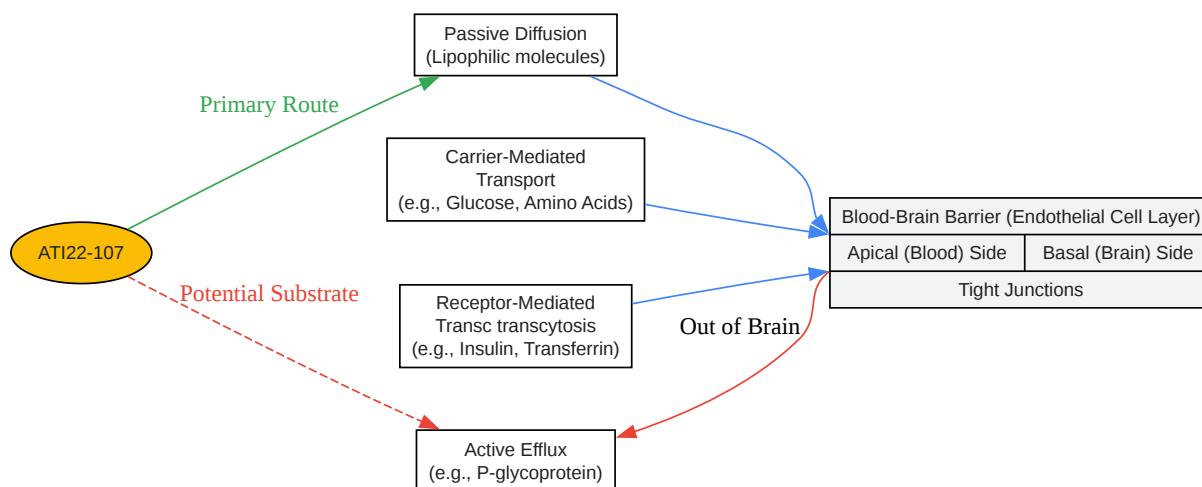 Passive Diffusion
(Lipophilic molecules)
Primary Route
Carrier-Mediated
Transport
(e.g., Glucose, Amino Acids)
Blood-Brain Barrier (Endothelial Cell Layer)
Apical (Blood) Side
Basal (Brain) Side
Tight Junctions
ATI22-107
Potential Substrate
Receptor-Mediated
Transc transcytosis
(e.g., Insulin, Transferrin)
Out of Brain
Active Efflux
(e.g., P-glycoprotein)